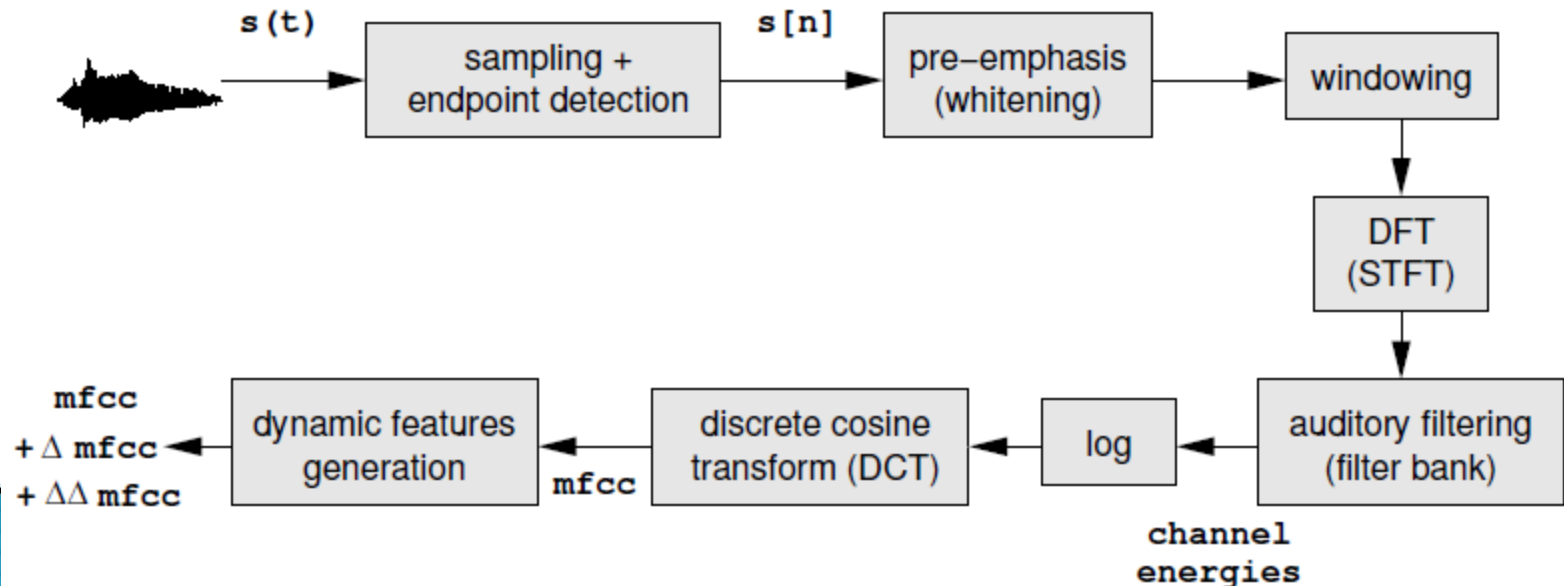 s(t)
sampling +
endpoint detection
s[n]
pre−emphasis
(whitening)
windowing
DFT
(STFT)
auditory filtering
(filter bank)
channel
energies
log
discrete cosine
transform (DCT)
mfcc
dynamic features
generation
mfcc
+ Δ mfcc
+ ΔΔ mfcc